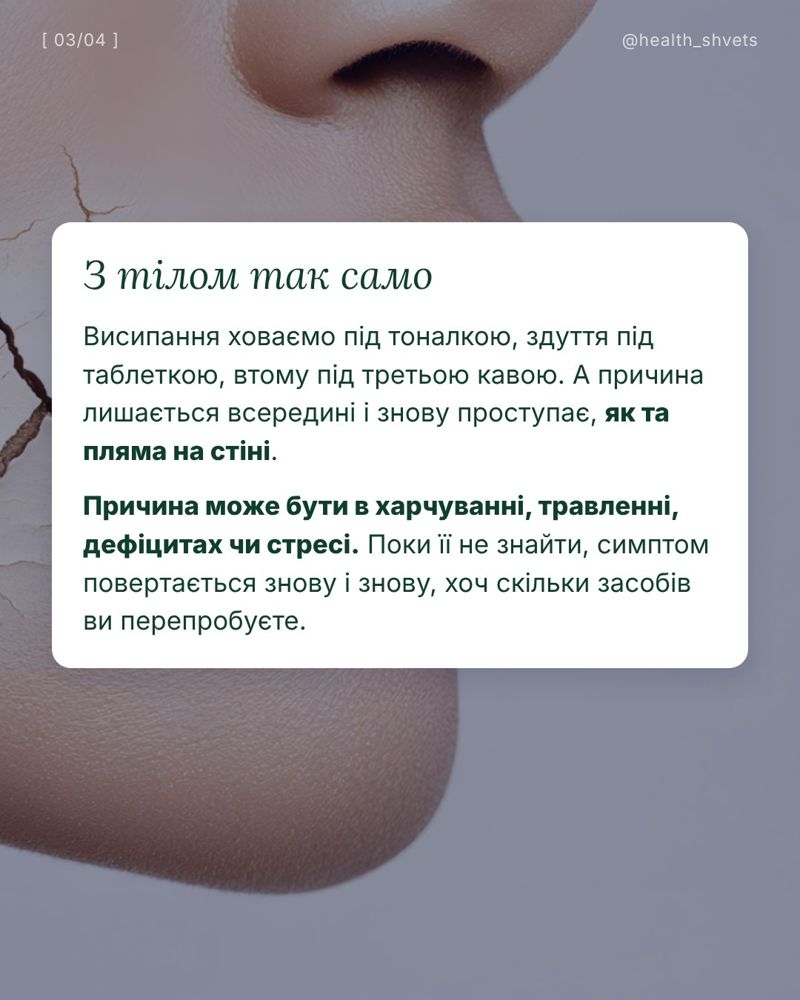 [ 03/04 ]
@health_shvets
З тілом так само
Висипання ховаємо під тоналкою, здуття під
таблеткою, втому під третьою кавою. А причина
лишається всередині і знову проступає, як та
пляма на стіні.
Причина може бути в харчуванні, травленні,
дефіцитах чи стресі. Поки її не знайти, симптом
повертається знову і знову, хоч скільки засобів
ви перепробуєте.